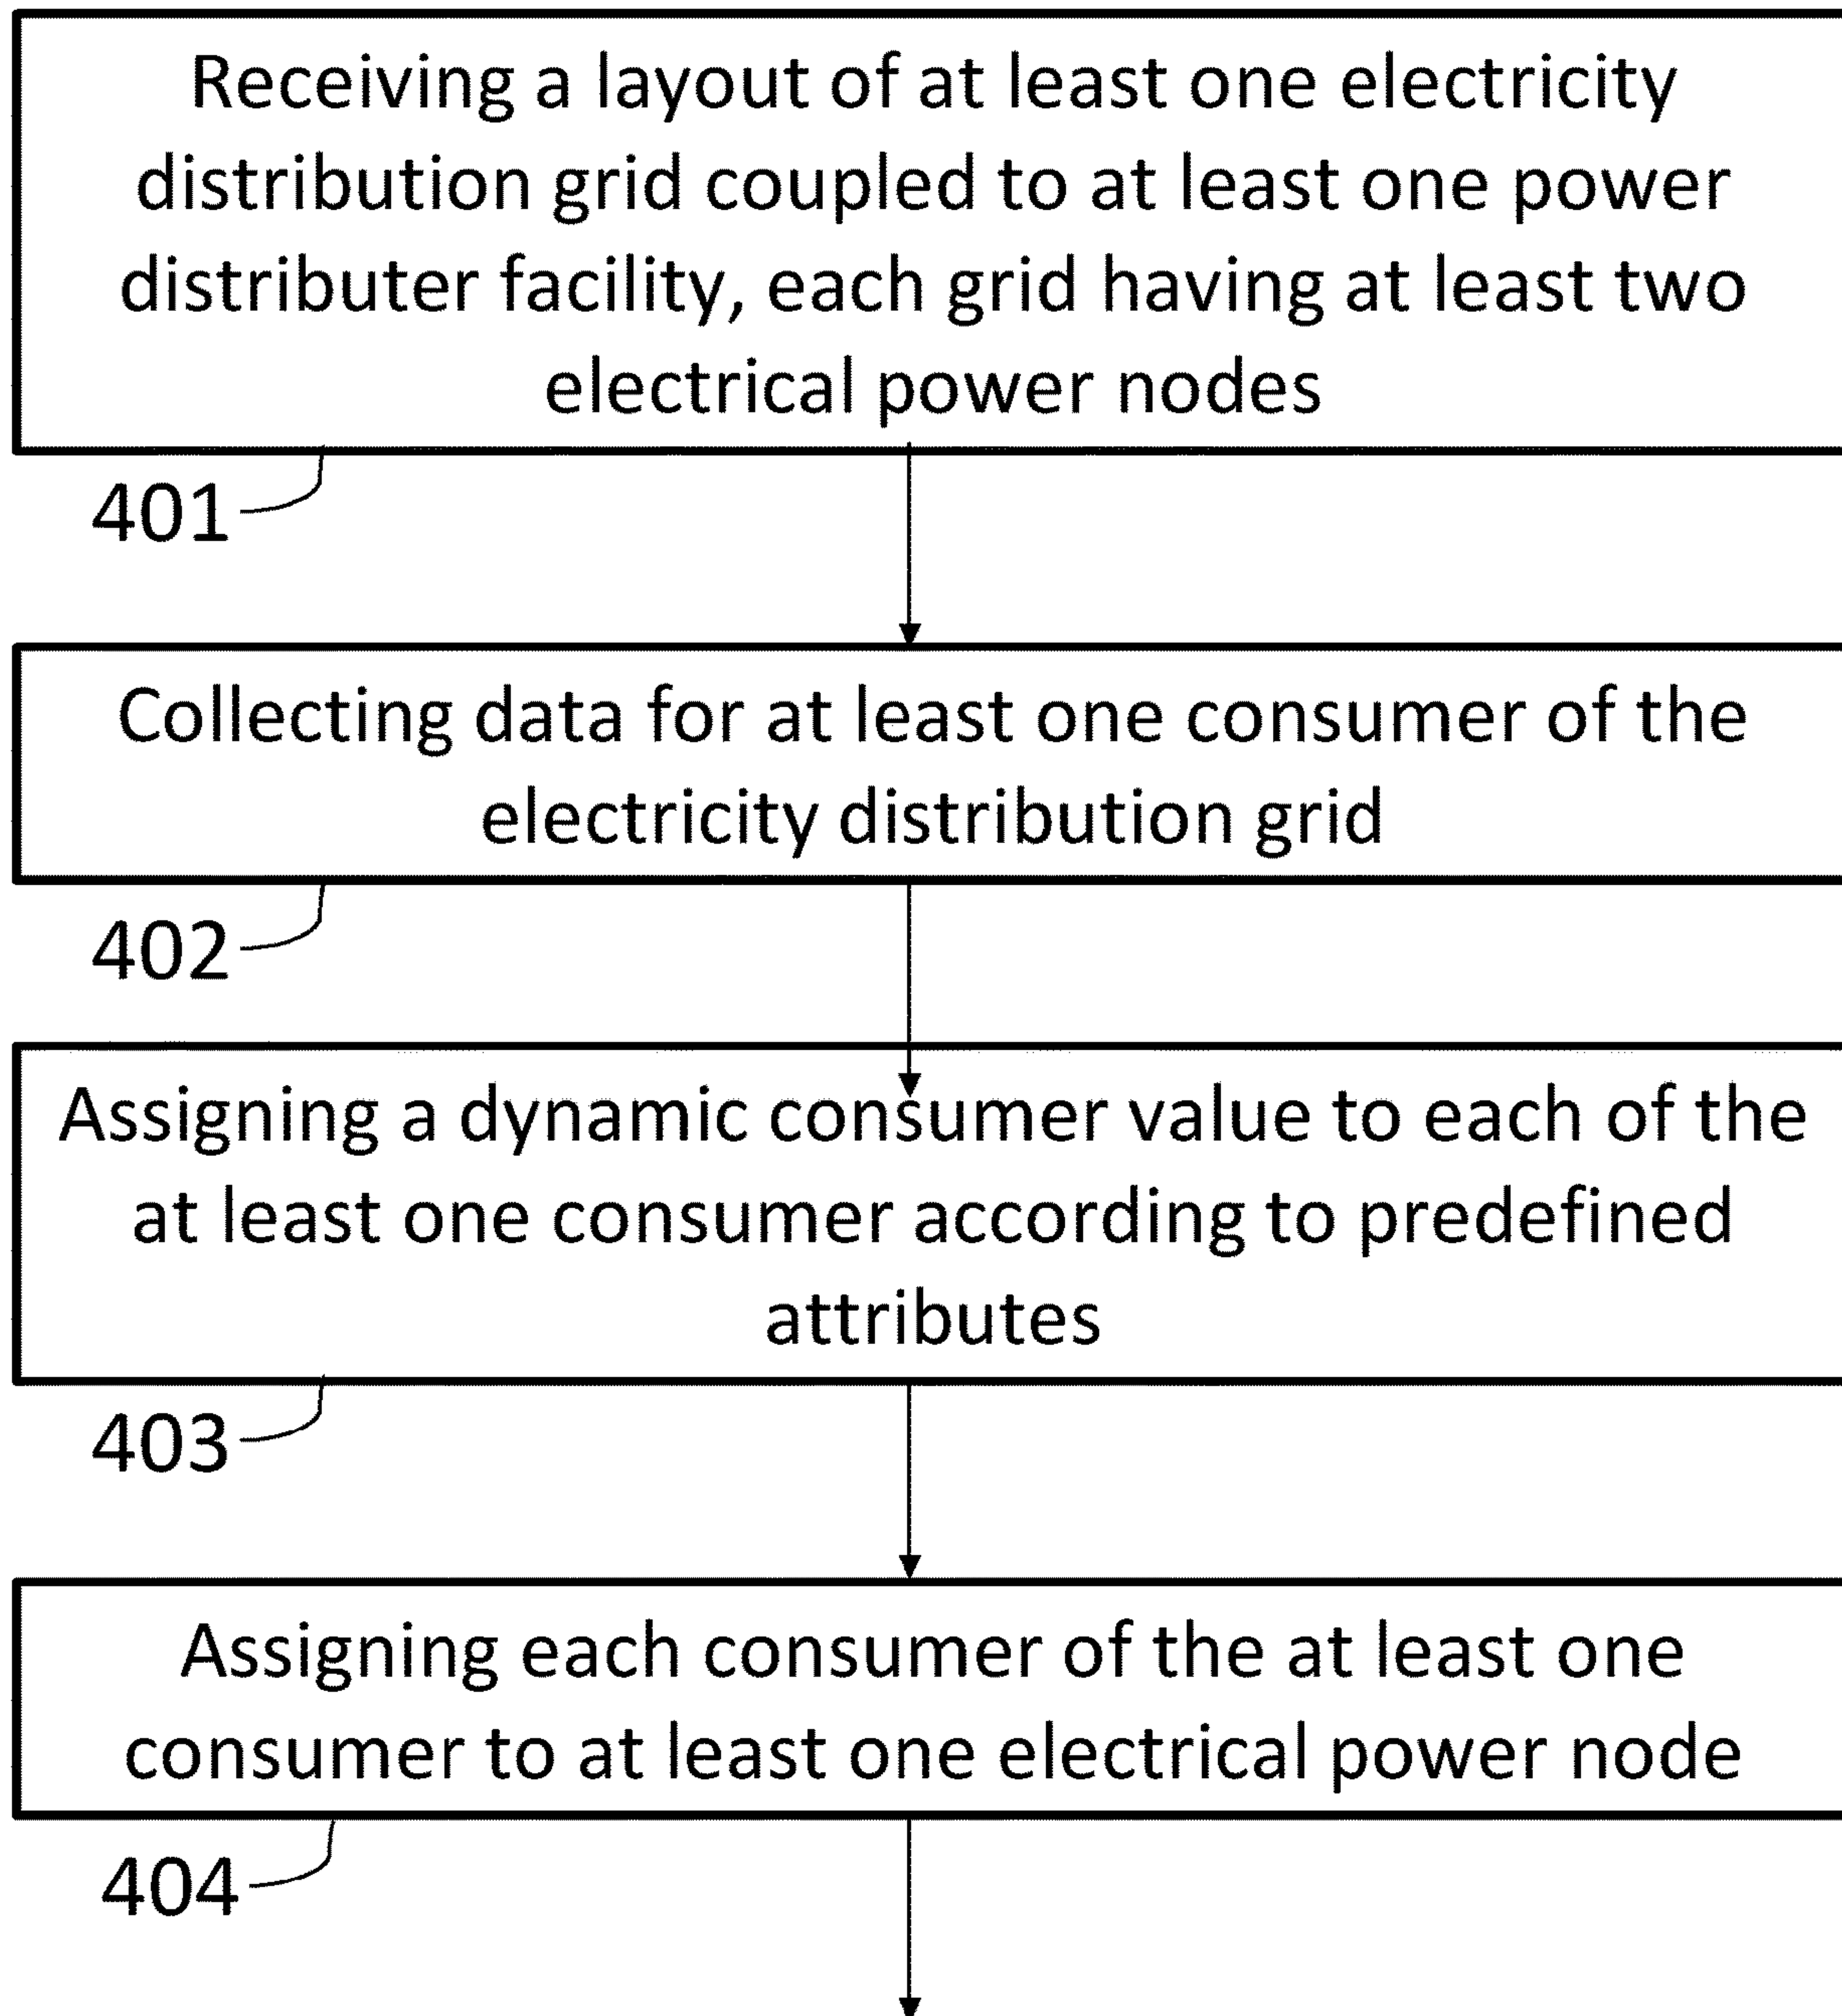 Receiving a layout of at least one electricity
distribution grid coupled to at least one power
distributer facility, each grid having at least two
electrical power nodes
401
Collecting data for at least one consumer of the
electricity distribution grid
402
Assigning a dynamic consumer value to each of the
at least one consumer according to predefined
attributes
403
Assigning each consumer of the at least one
consumer to at least one electrical power node
404